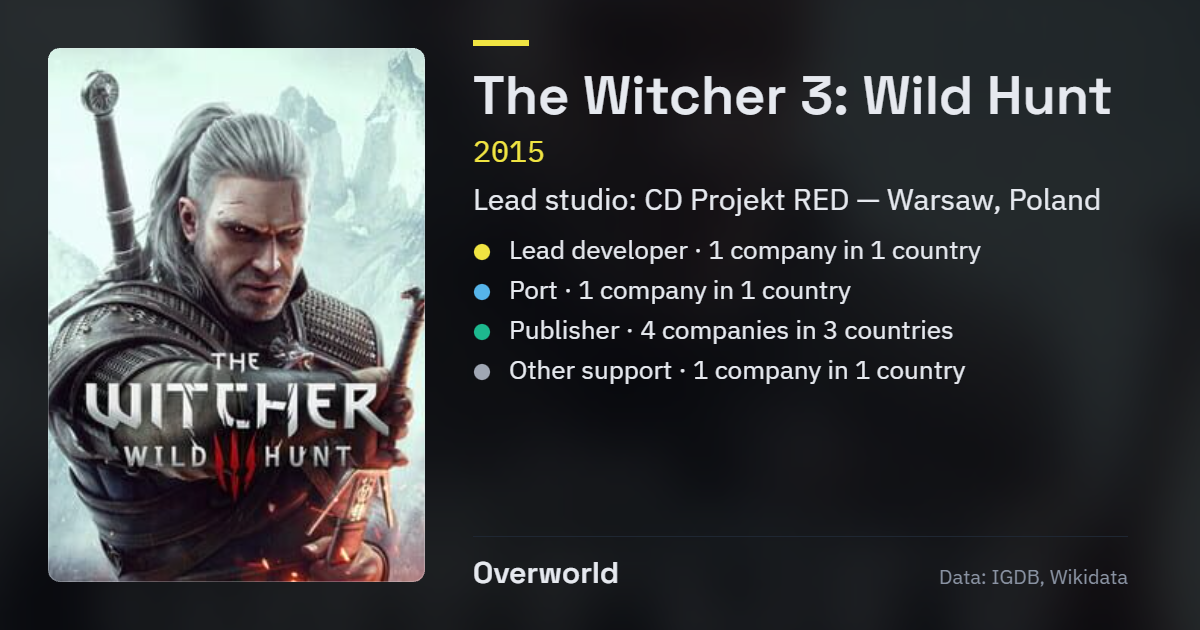 THE
WITCHER
WILD HUNT
The Witcher 3: Wild Hunt
2015
Lead studio: CD Projekt RED — Warsaw, Poland
Lead developer · 1 company in 1 country
Port · 1 company in 1 country
Publisher · 4 companies in 3 countries
Other support · 1 company in 1 country
Overworld
Data: IGDB, Wikidata